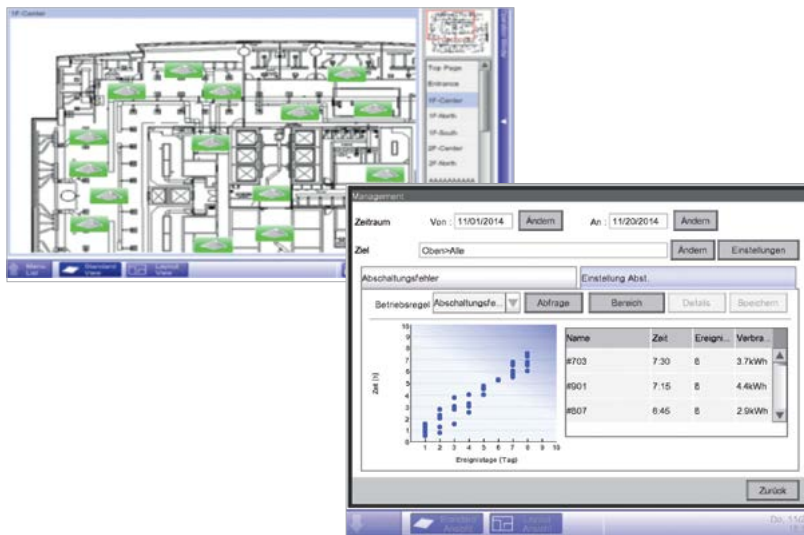 1F-Center
Top Page
Entrance
1F-Center
1F-North
1F-South
2F-Center
2F-North
Menu List
Standard View
Layout View
Management
Zeitraum Von : 11/01/2014 Ändern An : 11/20/2014 Ändern
Ziel Oben>Alle Ändern Einstellungen
Abschaltungsfehler Einstellung Abst.
Betriebsregel Abschaltungsfe... Abfrage Bereich Details Speichern
Name Zeit Ereigni... Verbra...
#703 7:30 8 3.7kWh
#901 7:15 8 4.4kWh
#807 6:45 8 2.9kWh
Zeit [h]
10
9
8
7
6
5
4
3
2
1
0
1 2 3 4 5 6 7 8 9 10
Ereignistage (Tag)
Zurück
Standard Ansicht
Layout Ansicht